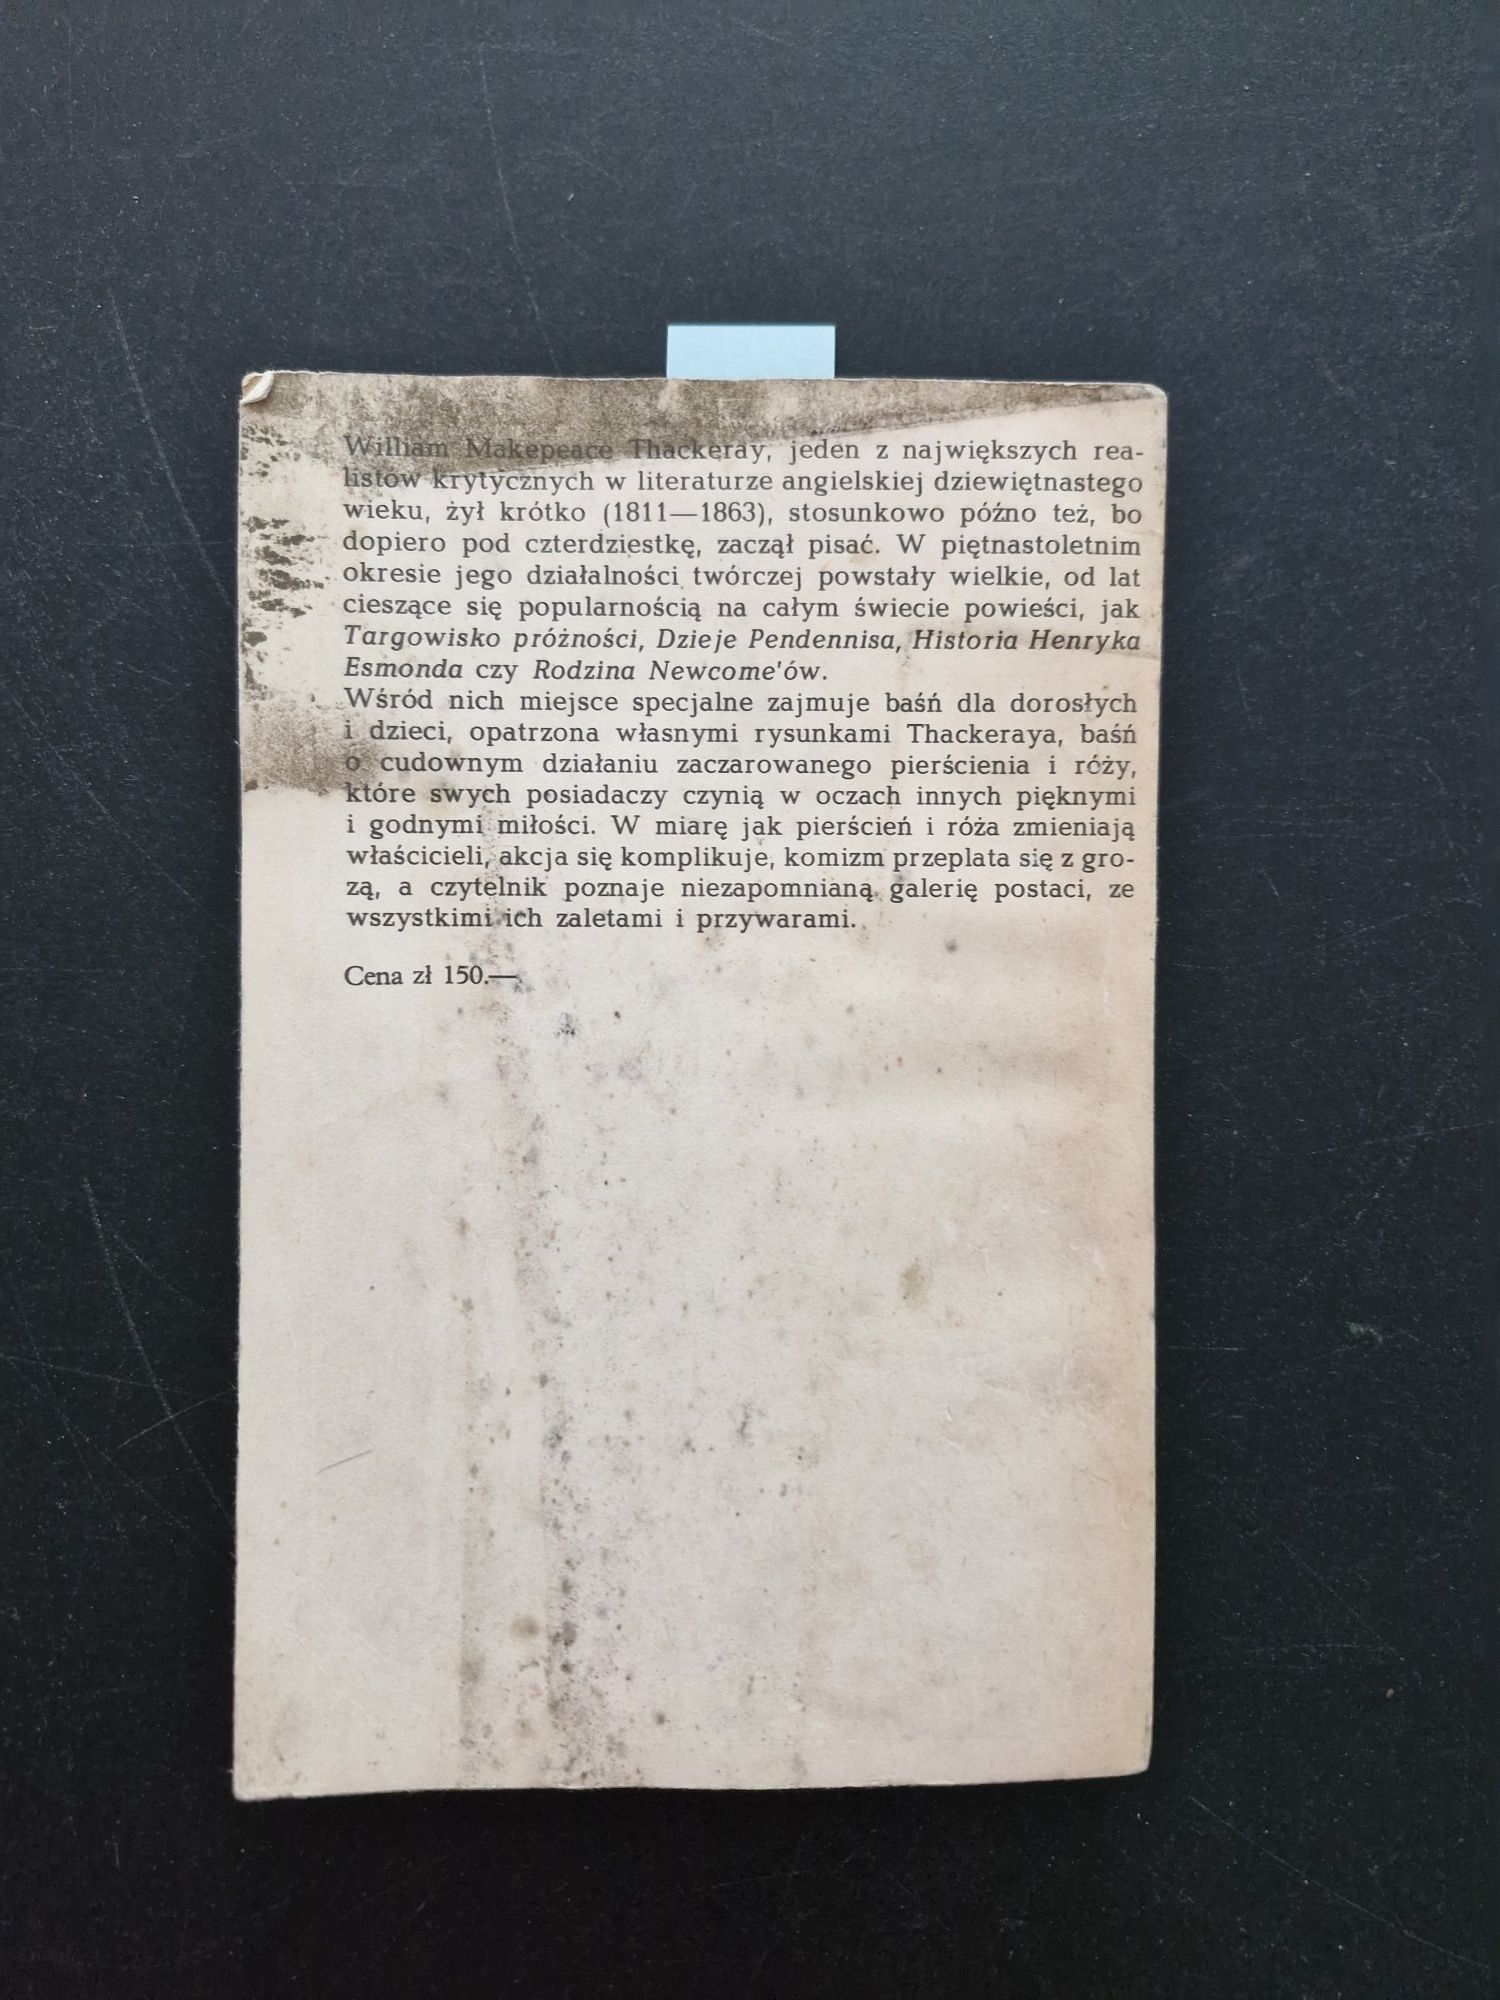 William Makepeace Thackeray, jeden z największych rea-
listów krytycznych w literaturze angielskiej dziewiętnastego
wieku, żył krótko (1811—1863), stosunkowo późno też, bo
dopiero pod czterdziestkę, zaczął pisać. W piętnastoletnim
okresie jego działalności twórczej powstały wielkie, od lat
cieszące się popularnością na całym świecie powieści, jak
Targowisko próżności, Dzieje Pendennisa, Historia Henryka
Esmonda czy Rodzina Newcome'ów.
Wśród nich miejsce specjalne zajmuje baśń dla dorosłych
i dzieci, opatrzona własnymi rysunkami Thackeraya, baśń
o cudownym działaniu zaczarowanego pierścienia i róży,
które swych posiadaczy czynią w oczach innych pięknymi
i godnymi miłości. W miarę jak pierścień i róża zmieniają
właścicieli, akcja się komplikuje, komizm przeplata się z gro-
zą, a czytelnik poznaje niezapomnianą galerię postaci, ze
wszystkimi ich zaletami i przywarami.
Cena zł 150.—